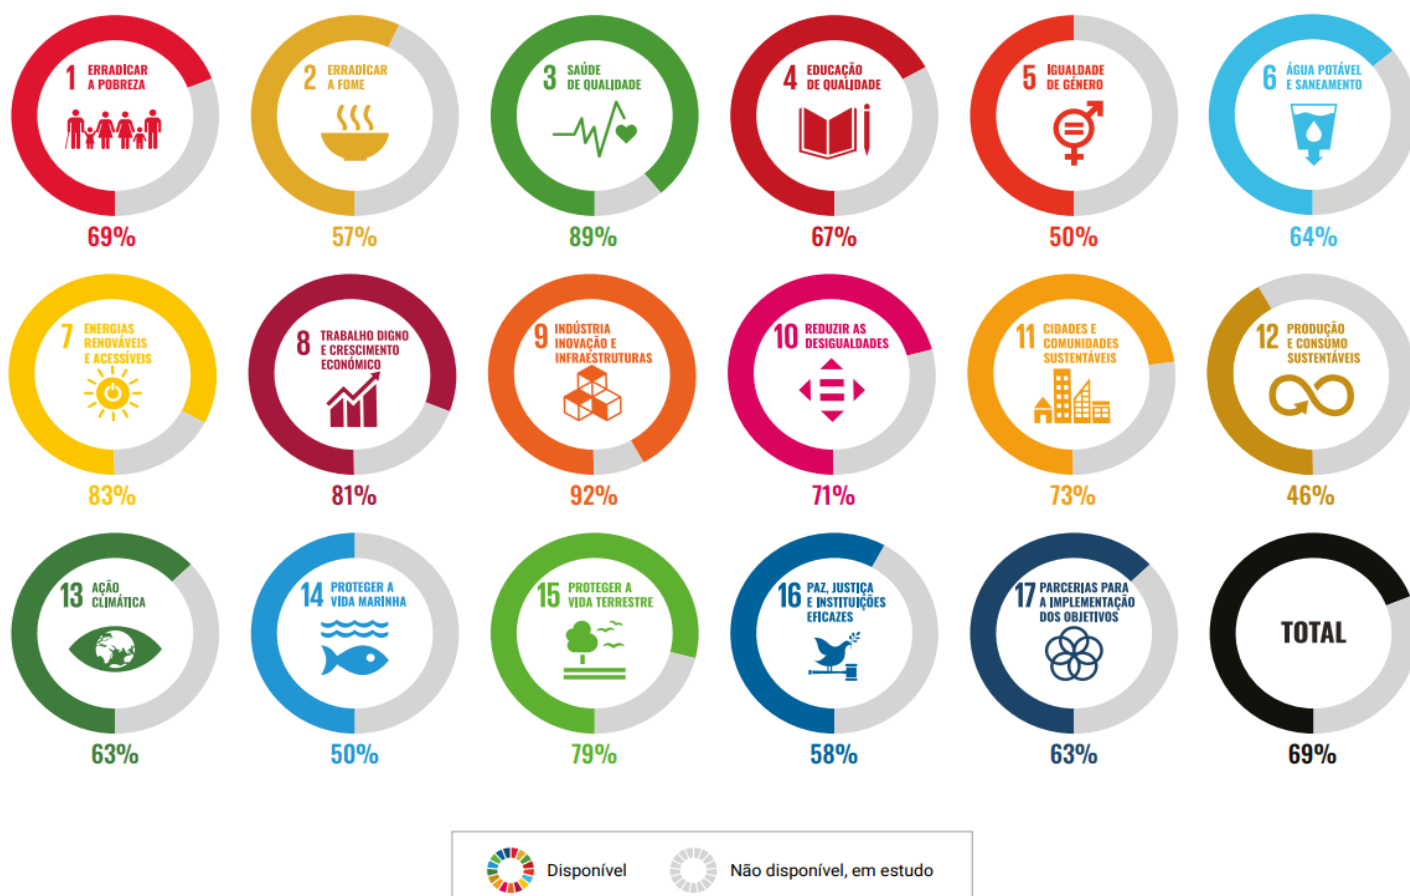 1 ERRADICAR
A POBREZA
69%
2 ERRADICAR
A FOME
57%
3 SAÚDE
DE QUALIDADE
89%
4 EDUCAÇÃO
DE QUALIDADE
67%
5 IGUALDADE
DE GÉNERO
50%
6 ÁGUA POTÁVEL
E SANEAMENTO
64%
7 ENERGIAS
RENOVÁVEIS
E ACESSÍVEIS
83%
8 TRABALHO DIGNO
E CRESCIMENTO
ECONÓMICO
81%
9 INDÚSTRIA
INOVAÇÃO E
INFRAESTRUTURAS
92%
10 REDUZIR AS
DESIGUALDADES
71%
11 CIDADES E
COMUNIDADES
SUSTENTÁVEIS
73%
12 PRODUÇÃO
E CONSUMO
SUSTENTÁVEIS
46%
13 AÇÃO
CLIMÁTICA
63%
14 PROTEGER A
VIDA MARINHA
50%
15 PROTEGER A
VIDA TERRESTRE
79%
16 PAZ, JUSTIÇA
E INSTITUIÇÕES
EFICAZES
58%
17 PARCERIAS PARA
A IMPLEMENTAÇÃO
DOS OBJETIVOS
63%
TOTAL
69%
Disponível
Não disponível, em estudo